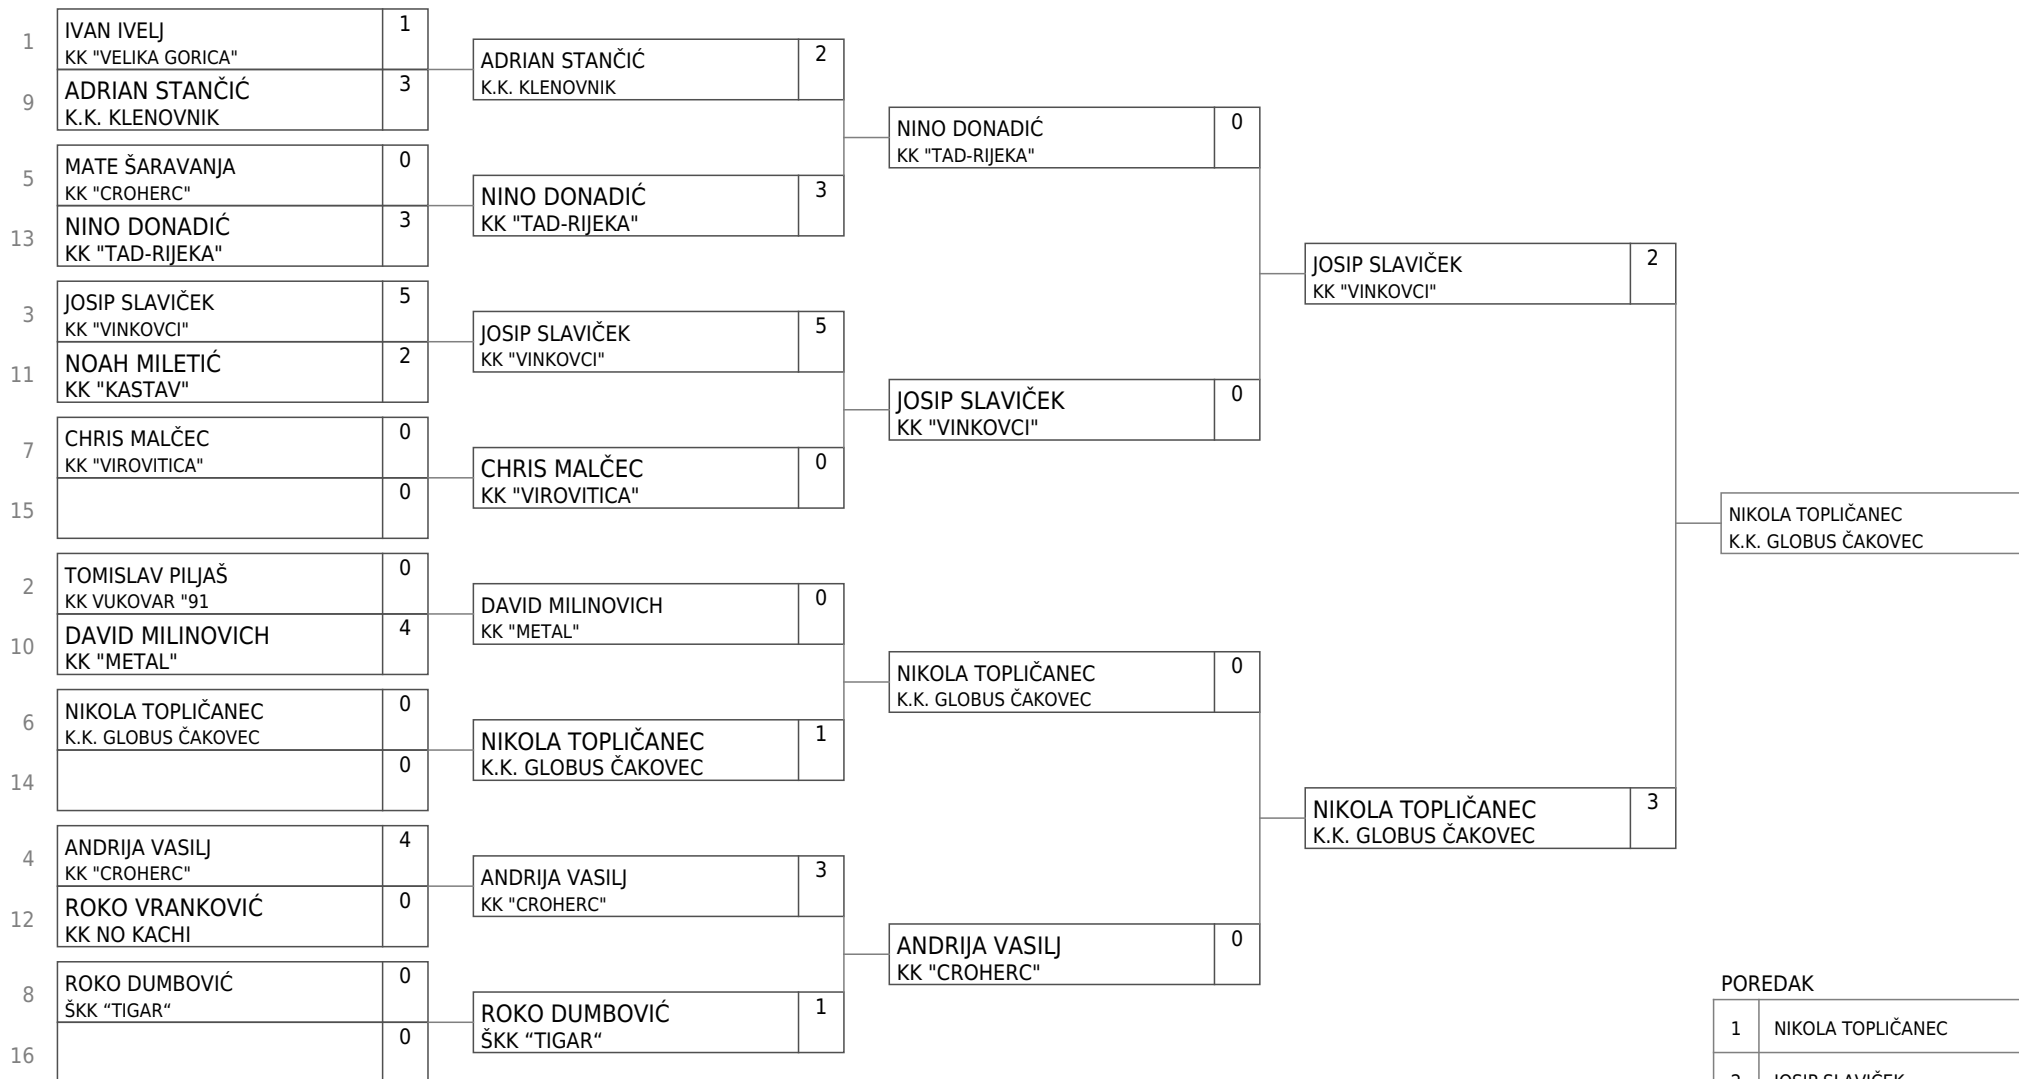 1
IVAN IVELJ
KK "VELIKA GORICA"
1
9
ADRIAN STANČIĆ
K.K. KLENOVNIK
3
5
MATE ŠARAVANJA
KK "CROHERC"
0
13
NINO DONADIĆ
KK "TAD-RIJEKA"
3
3
JOSIP SLAVIČEK
KK "VINKOVCI"
5
11
NOAH MILETIĆ
KK "KASTAV"
2
7
CHRIS MALČEC
KK "VIROVITICA"
0
15
0
2
TOMISLAV PILJAŠ
KK VUKOVAR "91
0
10
DAVID MILINOVICH
KK "METAL"
4
6
NIKOLA TOPLIČANEC
K.K. GLOBUS ČAKOVEC
0
14
0
4
ANDRIJA VASILJ
KK "CROHERC"
4
12
ROKO VRANKOVIĆ
KK NO KACHI
0
8
ROKO DUMBOVIĆ
ŠKK “TIGAR“
0
16
0
ADRIAN STANČIĆ
K.K. KLENOVNIK
2
NINO DONADIĆ
KK "TAD-RIJEKA"
3
JOSIP SLAVIČEK
KK "VINKOVCI"
5
CHRIS MALČEC
KK "VIROVITICA"
0
DAVID MILINOVICH
KK "METAL"
0
NIKOLA TOPLIČANEC
K.K. GLOBUS ČAKOVEC
1
ANDRIJA VASILJ
KK "CROHERC"
3
ROKO DUMBOVIĆ
ŠKK “TIGAR“
1
NINO DONADIĆ
KK "TAD-RIJEKA"
0
JOSIP SLAVIČEK
KK "VINKOVCI"
0
NIKOLA TOPLIČANEC
K.K. GLOBUS ČAKOVEC
0
ANDRIJA VASILJ
KK "CROHERC"
0
JOSIP SLAVIČEK
KK "VINKOVCI"
2
NIKOLA TOPLIČANEC
K.K. GLOBUS ČAKOVEC
3
NIKOLA TOPLIČANEC
K.K. GLOBUS ČAKOVEC
POREDAK
1 NIKOLA TOPLIČANEC
2 JOSIP SLAVIČEK